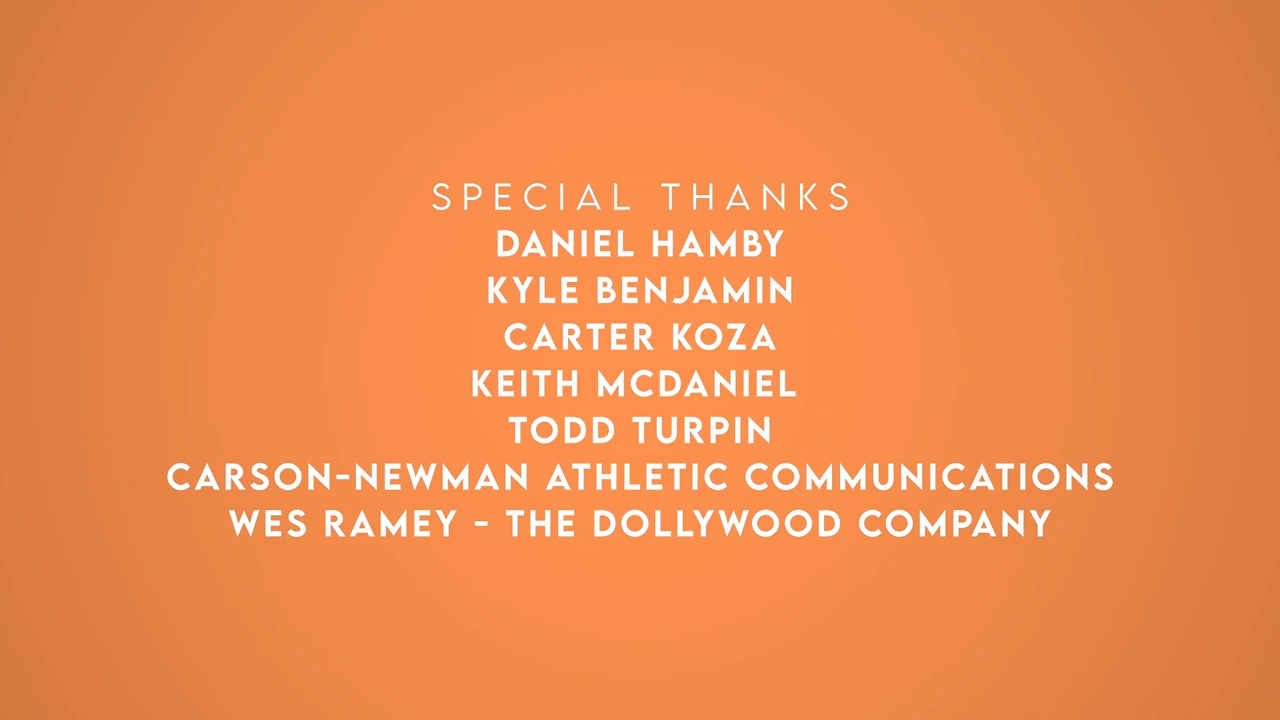 SPECIAL THANKS
DANIEL HAMBY
KYLE BENJAMIN
CARTER KOZA
KEITH MCDANIEL
TODD TURPIN
CARSON-NEWMAN ATHLETIC COMMUNICATIONS
WES RAMEY - THE DOLLYWOOD COMPANY